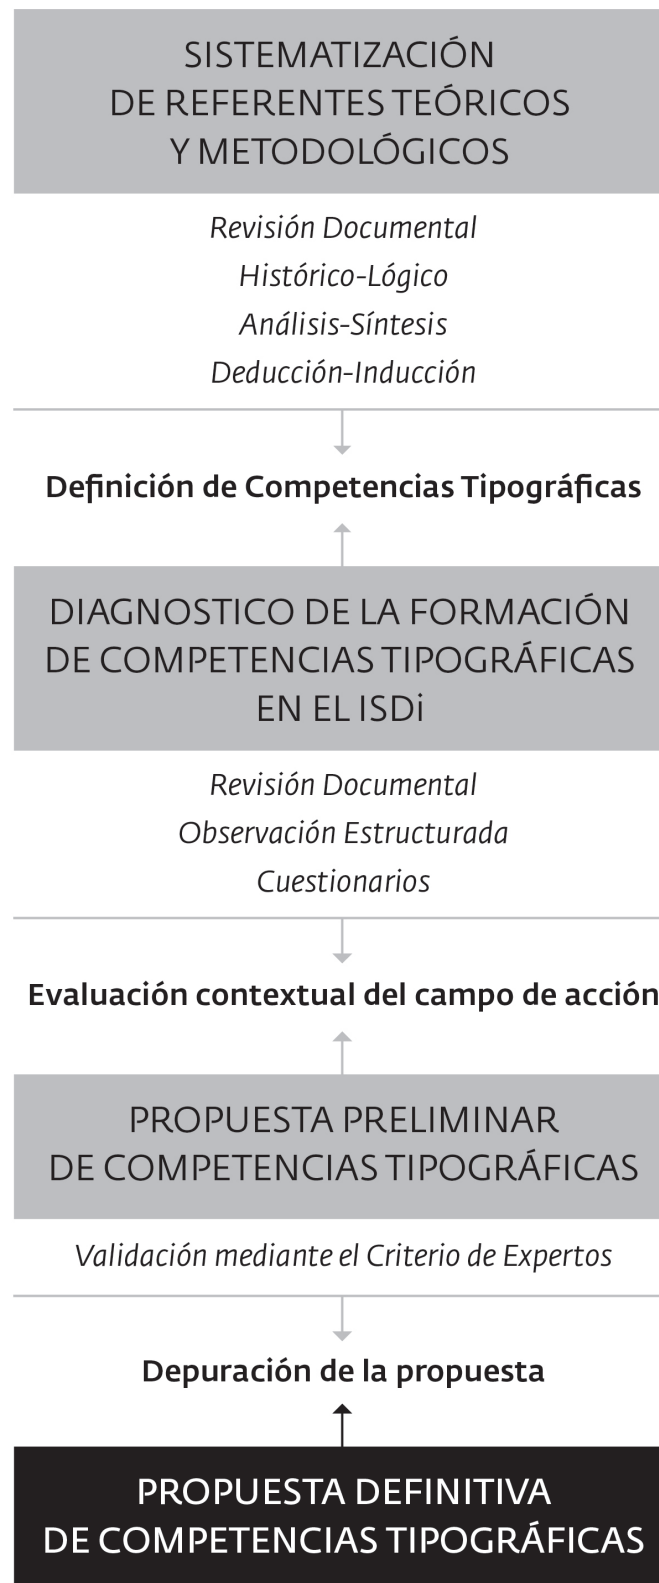 SISTEMATIZACIÓN
DE REFERENTES TEÓRICOS
Y METODOLÓGICOS
Revisión Documental
Histórico-Lógico
Análisis-Síntesis
Deducción-Inducción
Definición de Competencias Tipográficas
DIAGNOSTICO DE LA FORMACIÓN
DE COMPETENCIAS TIPOGRÁFICAS
EN EL ISDi
Revisión Documental
Observación Estructurada
Cuestionarios
Evaluación contextual del campo de acción
PROPUESTA PRELIMINAR
DE COMPETENCIAS TIPOGRÁFICAS
Validación mediante el Criterio de Expertos
Depuración de la propuesta
PROPUESTA DEFINITIVA
DE COMPETENCIAS TIPOGRÁFICAS